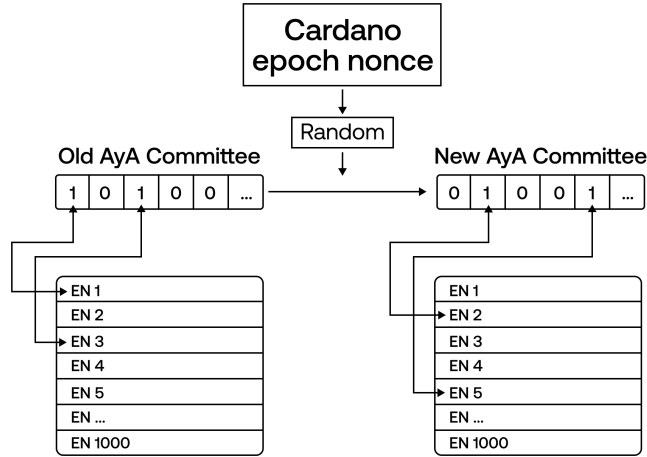 Cardano
epoch nonce
Random
Old AyA Committee
1 0 1 0 0 ...
EN 1
EN 2
EN 3
EN 4
EN 5
EN ...
EN 1000
New AyA Committee
0 1 0 0 1 ...
EN 1
EN 2
EN 3
EN 4
EN 5
EN ...
EN 1000